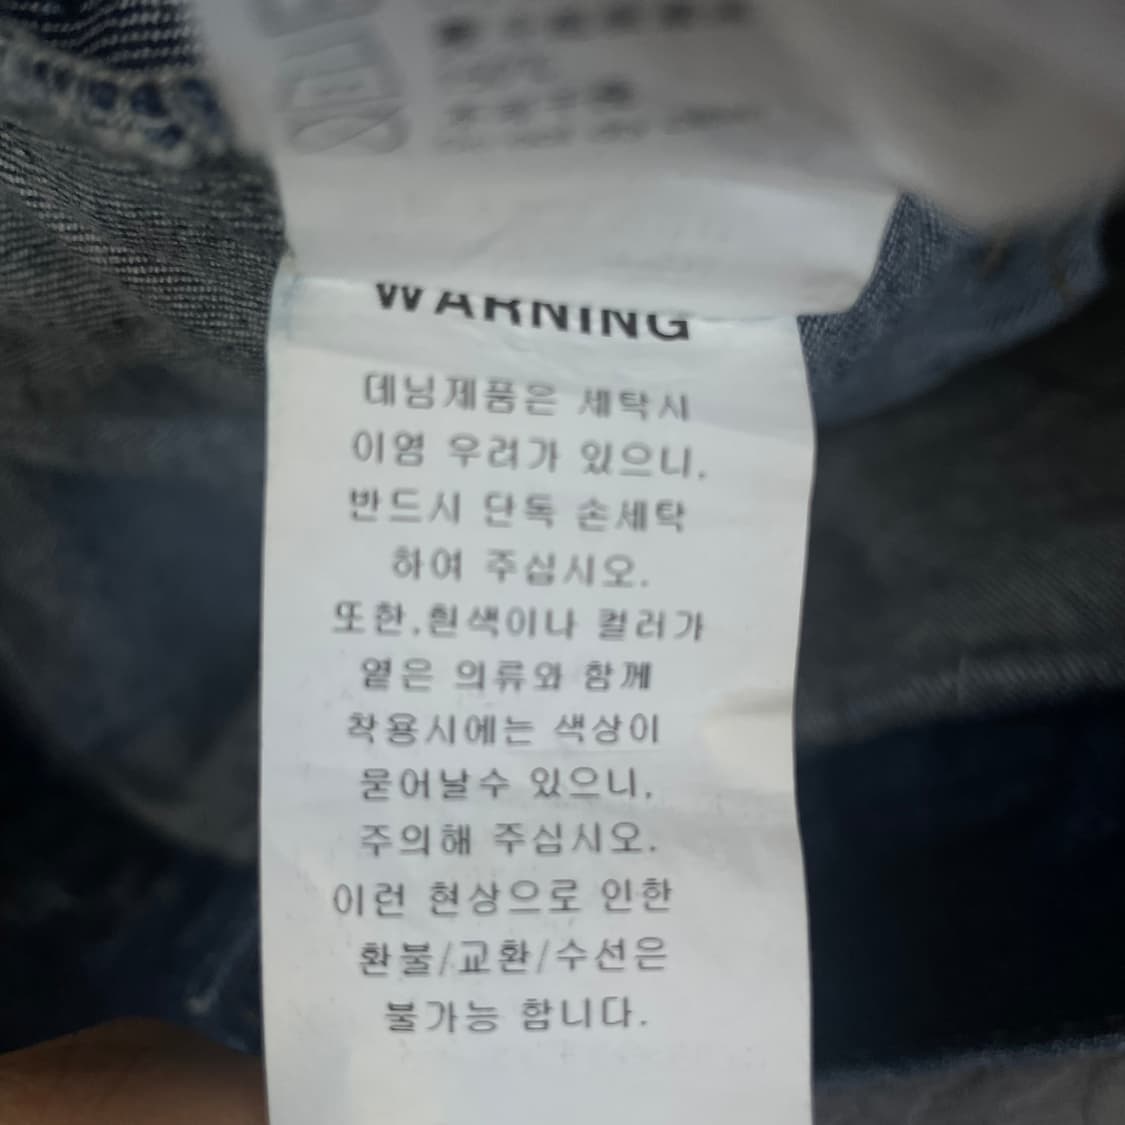 WARNING
데님제품은 세탁시
이염 우려가 있으니,
반드시 단독 손세탁
하여 주십시오.
또한,흰색이나 컬러가
옅은 의류와 함께
착용시에는 색상이
묻어날수 있으니,
주의해 주십시오.
이런 현상으로 인한
환불/교환/수선은
불가능 합니다.